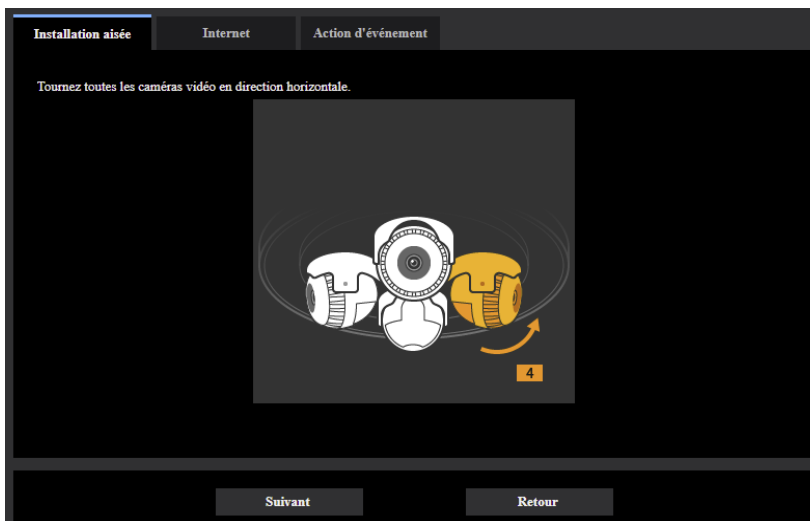 Installation aisée
Internet
Action d'événement
Tournez toutes les caméras vidéo en direction horizontale.
4
Suivant
Retour